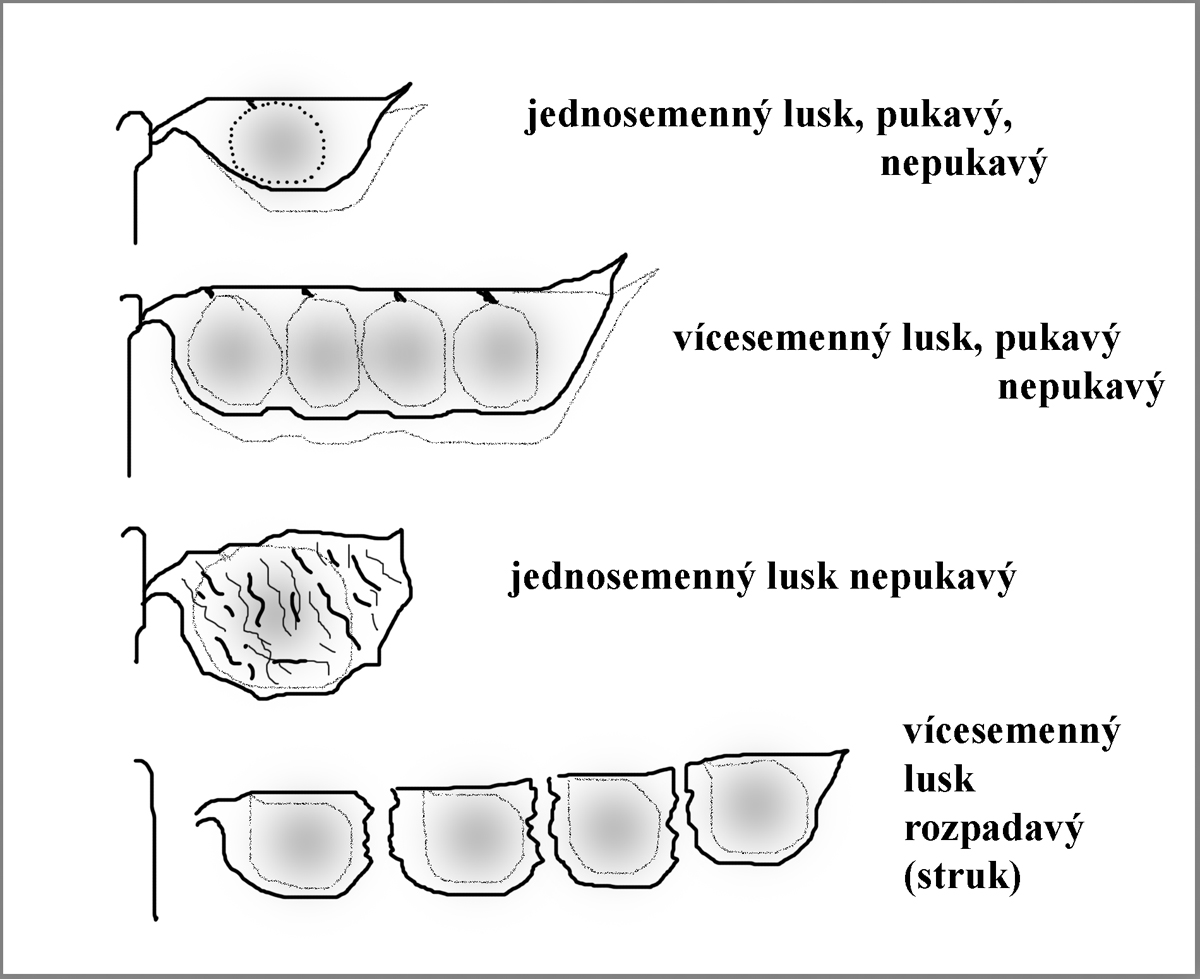 jednosemenný lusk, pukavý,
nepukavý
vícesemenný lusk, pukavý
nepukavý
jednosemenný lusk nepukavý
vícesemenný
lusk
rozpadavý
(struk)